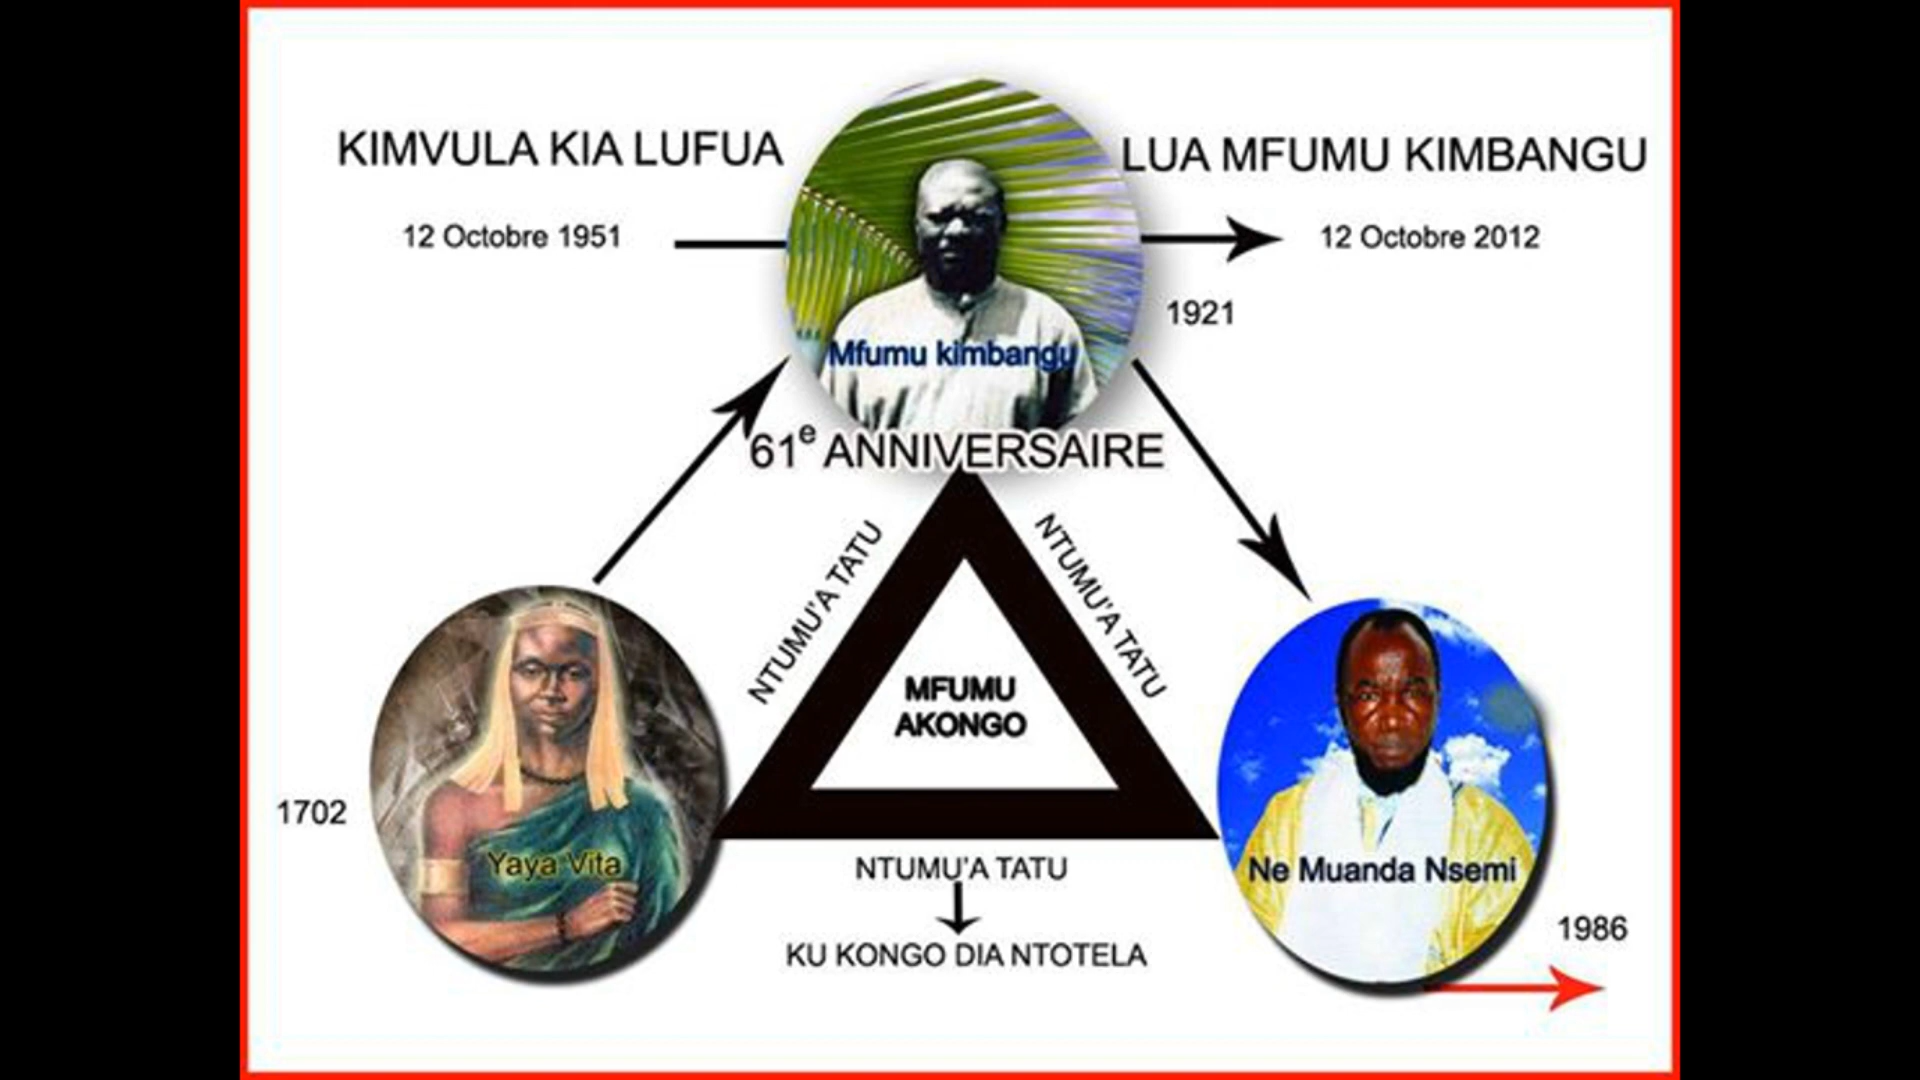 KIMVULA KIA LUFUA
LUA MFUMU KIMBANGU
12 Octobre 1951
12 Octobre 2012
1921
Mfumu kimbangu
61e ANNIVERSAIRE
NTUMU'A TATU
NTUMU'A TATU
MFUMU
AKONGO
1702
Yaya Vita
NTUMU'A TATU
Ne Muanda Nsemi
1986
KU KONGO DIA NTOTELA